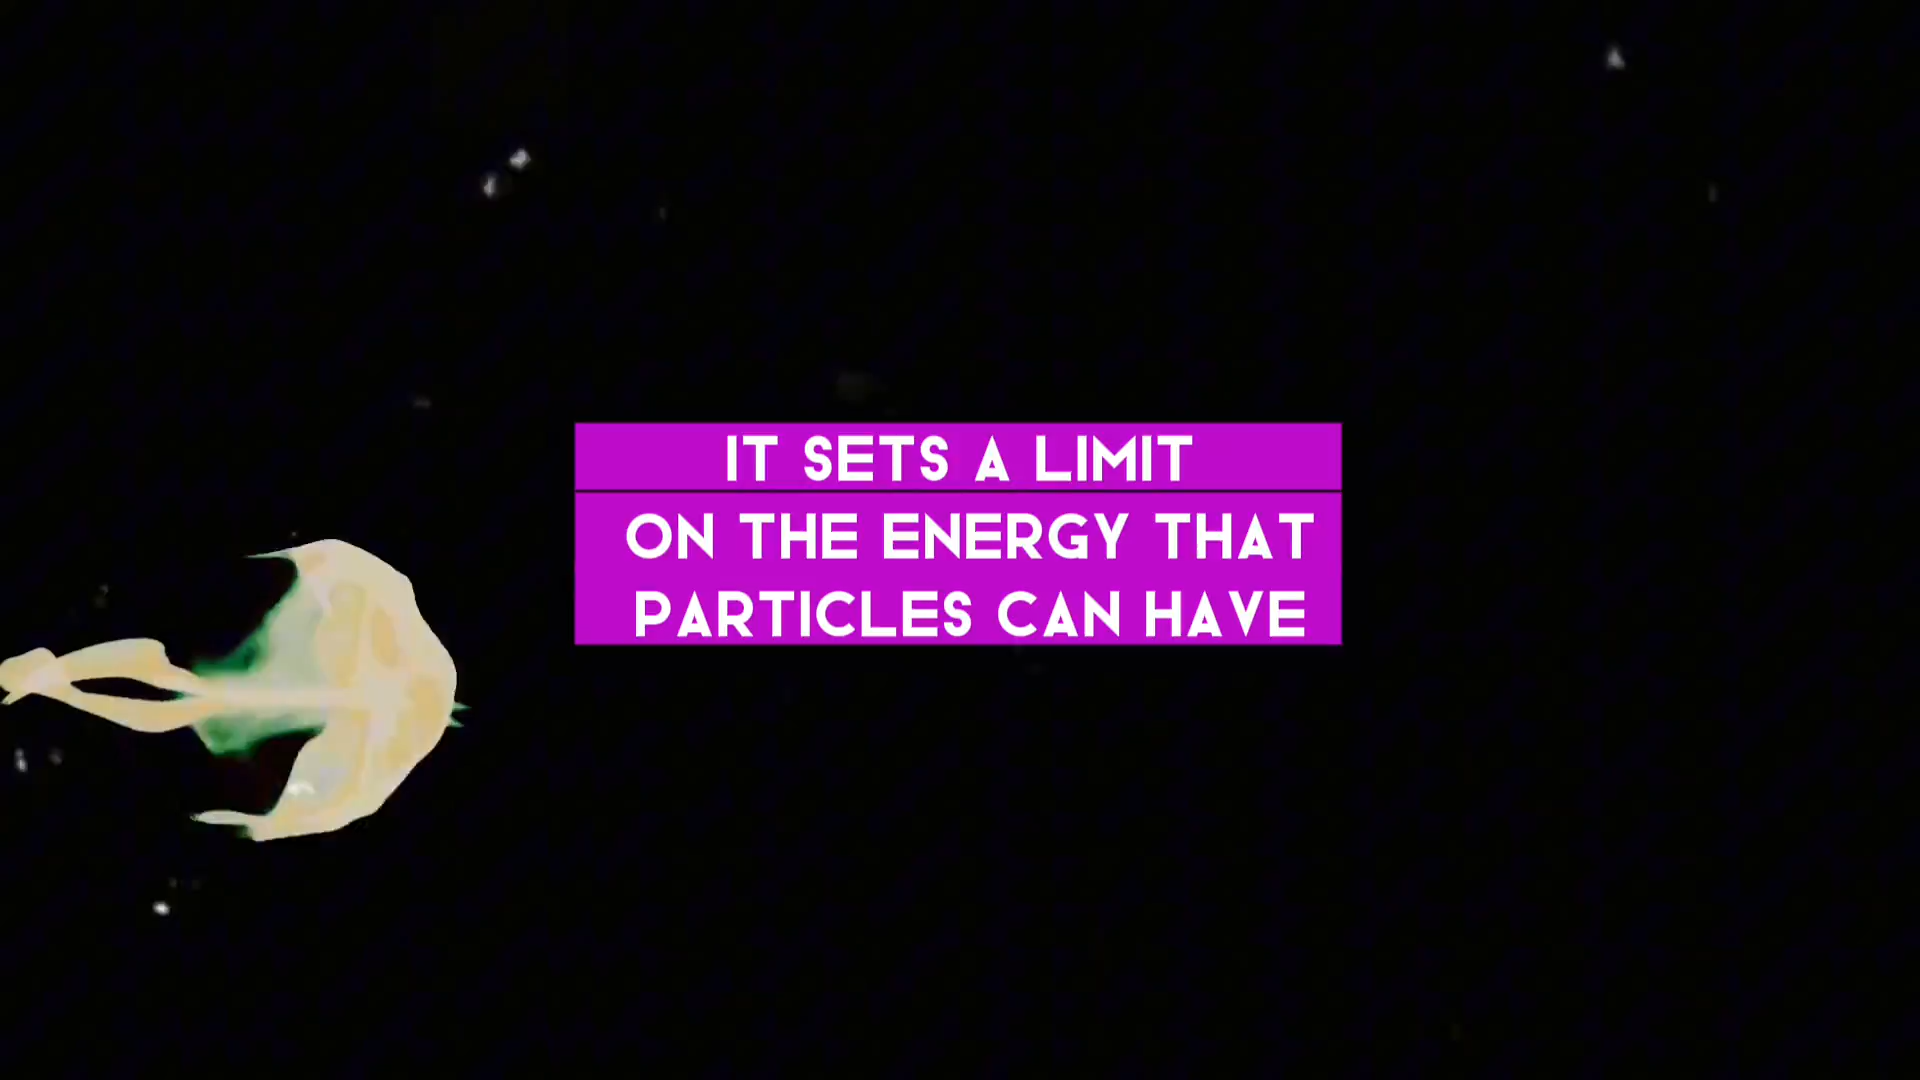 IT SETS A LIMIT
ON THE ENERGY THAT
PARTICLES CAN HAVE